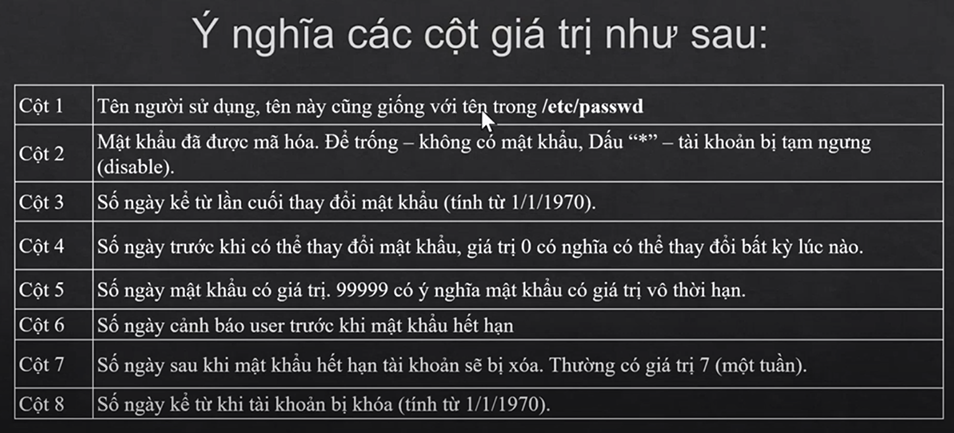 Ý nghĩa các cột giá trị như sau:
Cột 1 Tên người sử dụng, tên này cũng giống với tên trong /etc/passwd
Cột 2 Mật khẩu đã được mã hóa. Để trống – không có mật khẩu, Dấu “*” – tài khoản bị tạm ngưng
(disable).
Cột 3 Số ngày kể từ lần cuối thay đổi mật khẩu (tính từ 1/1/1970).
Cột 4 Số ngày trước khi có thể thay đổi mật khẩu, giá trị 0 có nghĩa có thể thay đổi bất kỳ lúc nào.
Cột 5 Số ngày mật khẩu có giá trị. 99999 có ý nghĩa mật khẩu có giá trị vô thời hạn.
Cột 6 Số ngày cảnh báo user trước khi mật khẩu hết hạn
Cột 7 Số ngày sau khi mật khẩu hết hạn tài khoản sẽ bị xóa. Thường có giá trị 7 (một tuần).
Cột 8 Số ngày kể từ khi tài khoản bị khóa (tính từ 1/1/1970).